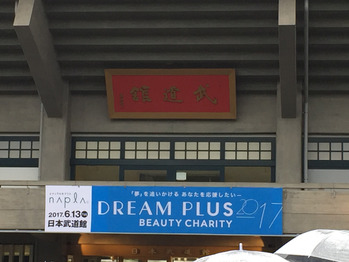 武道館
napla.
2017.6.13
日本武道館
「夢」を追いかける あなたを応援したいー
DREAM PLUS 2017
BEAUTY CHARITY